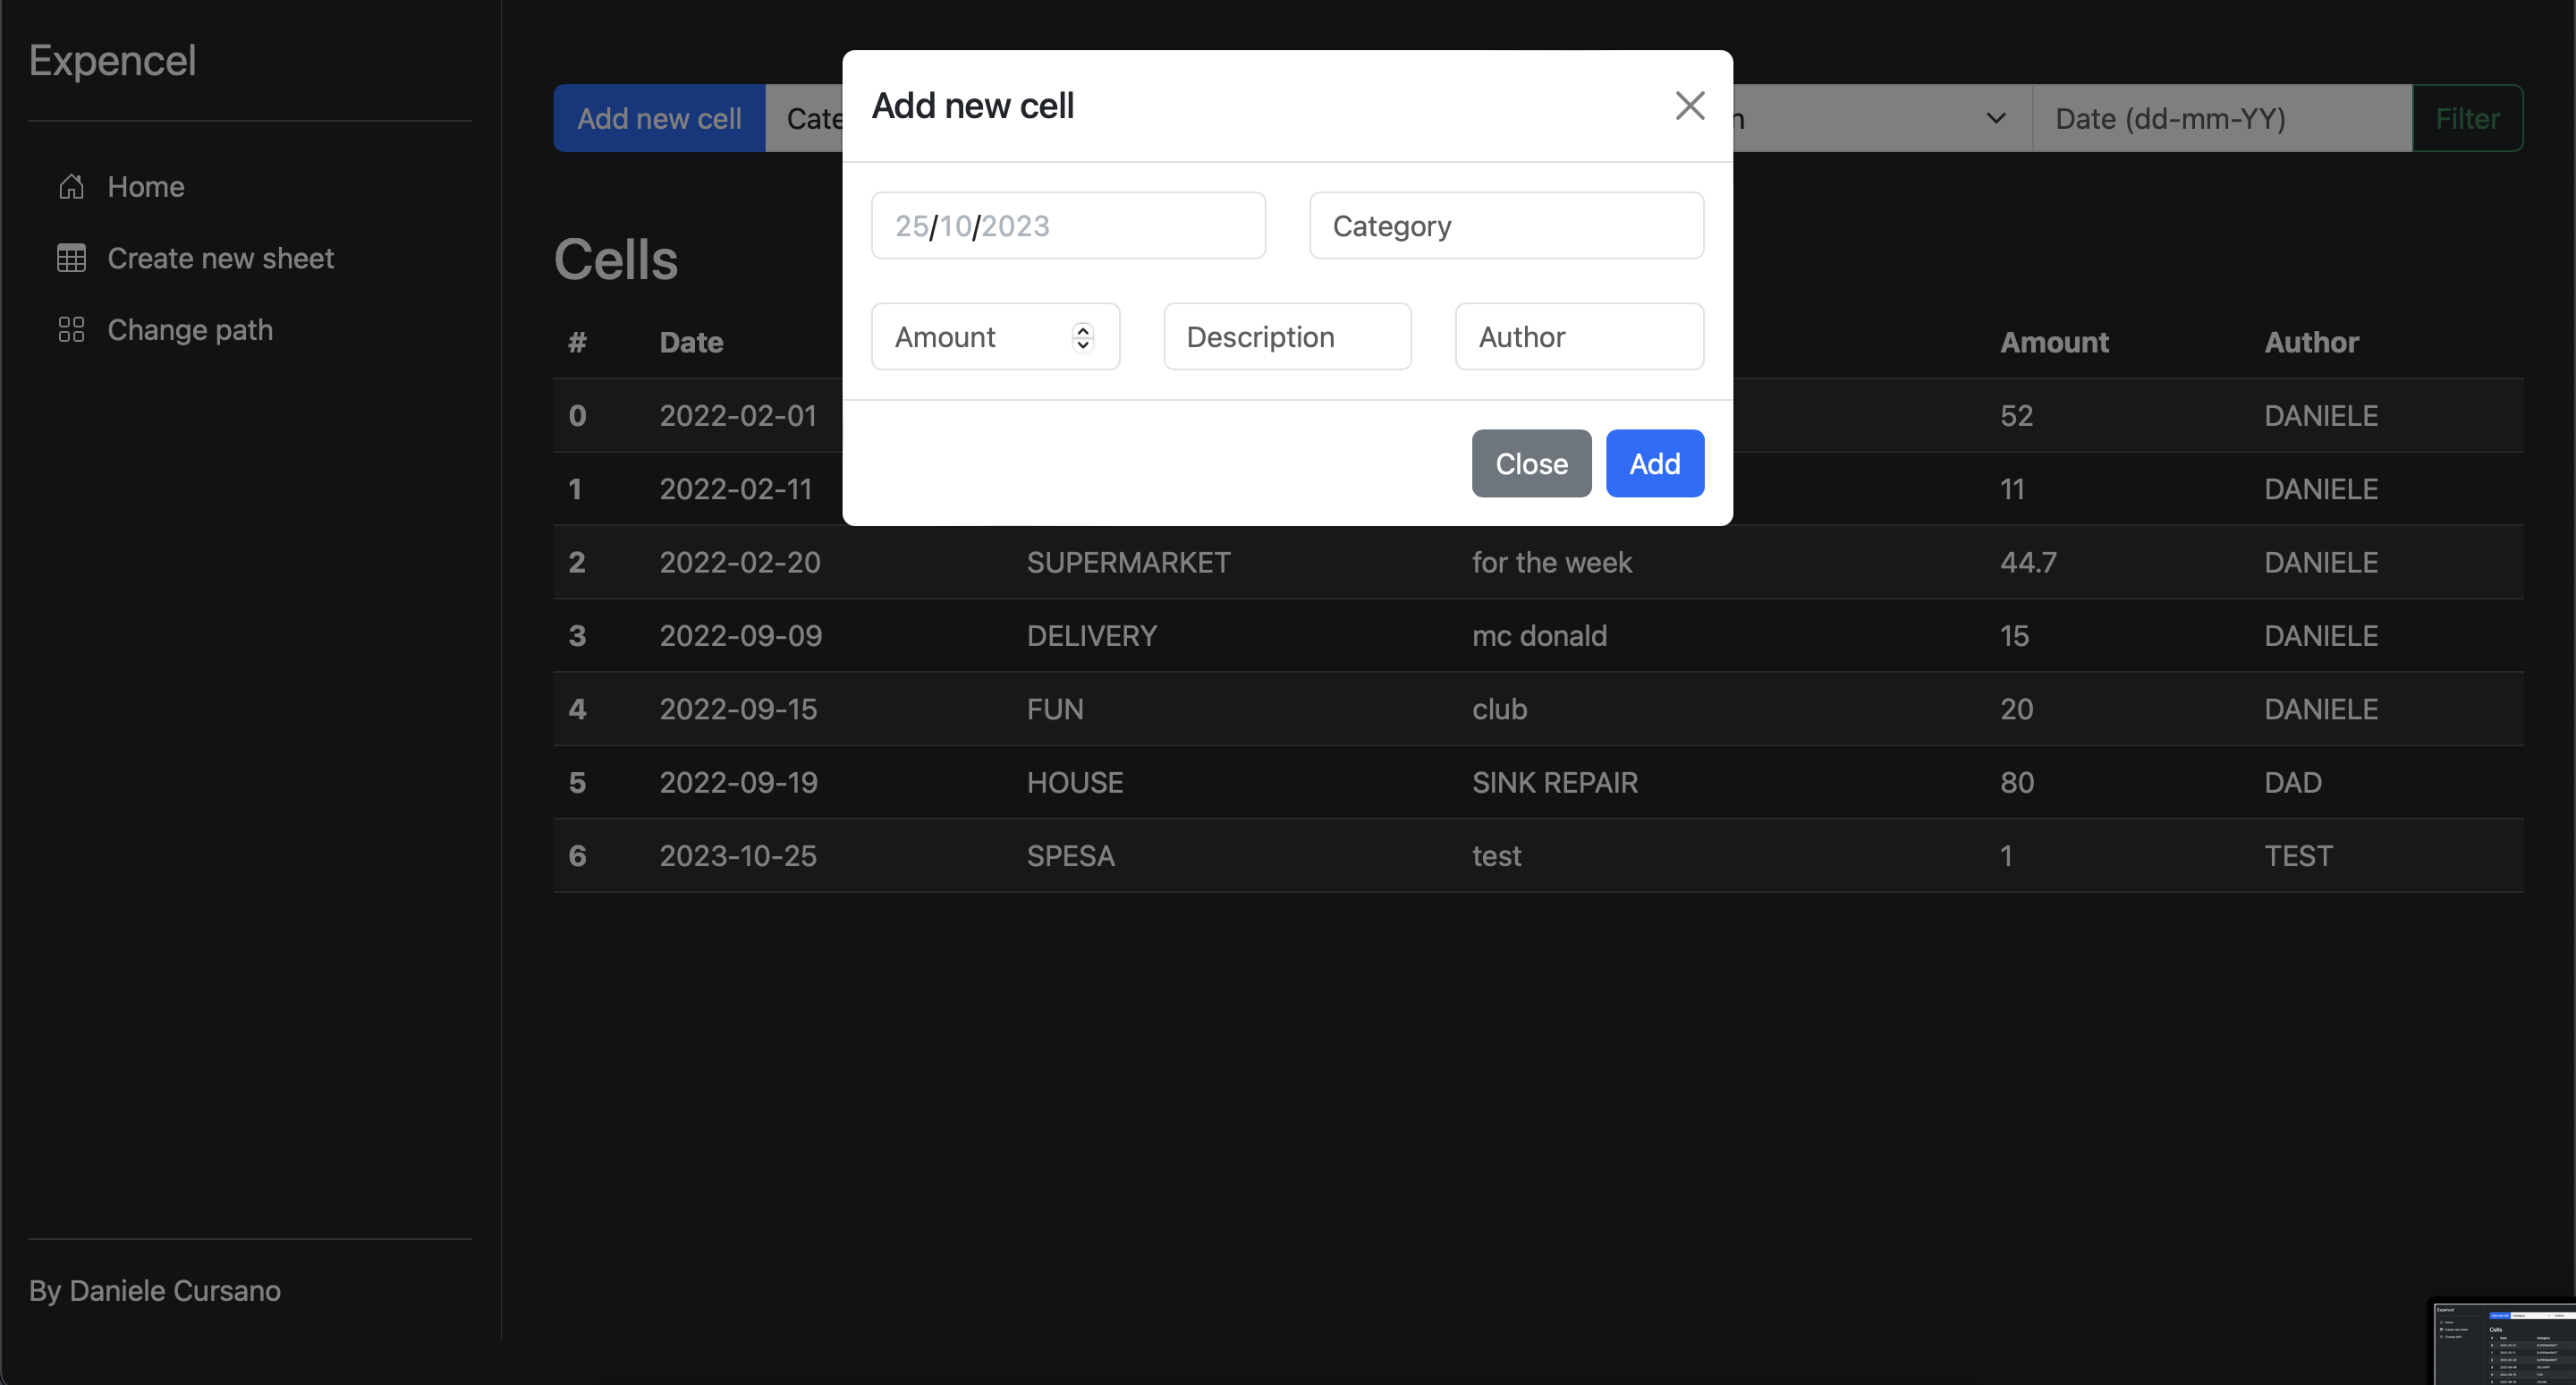 Expencel
Home
Create new sheet
Change path
By Daniele Cursano
Add new cell
Date (dd-mm-YY)
Filter
Add new cell
25/10/2023
Category
Amount
Description
Author
Close
Add
Cells
# Date Amount Author
0 2022-02-01 52 DANIELE
1 2022-02-11 11 DANIELE
2 2022-02-20 SUPERMARKET for the week 44.7 DANIELE
3 2022-09-09 DELIVERY mc donald 15 DANIELE
4 2022-09-15 FUN club 20 DANIELE
5 2022-09-19 HOUSE SINK REPAIR 80 DAD
6 2023-10-25 SPESA test 1 TEST